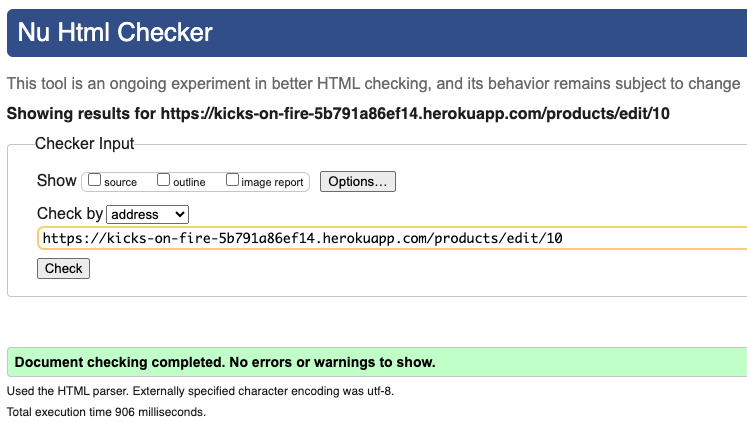 Nu Html Checker
This tool is an ongoing experiment in better HTML checking, and its behavior remains subject to change
Showing results for https://kicks-on-fire-5b791a86ef14.herokuapp.com/products/edit/10
Checker Input
Show source outline image report Options…
Check by address
https://kicks-on-fire-5b791a86ef14.herokuapp.com/products/edit/10
Check
Document checking completed. No errors or warnings to show.
Used the HTML parser. Externally specified character encoding was utf-8.
Total execution time 906 milliseconds.